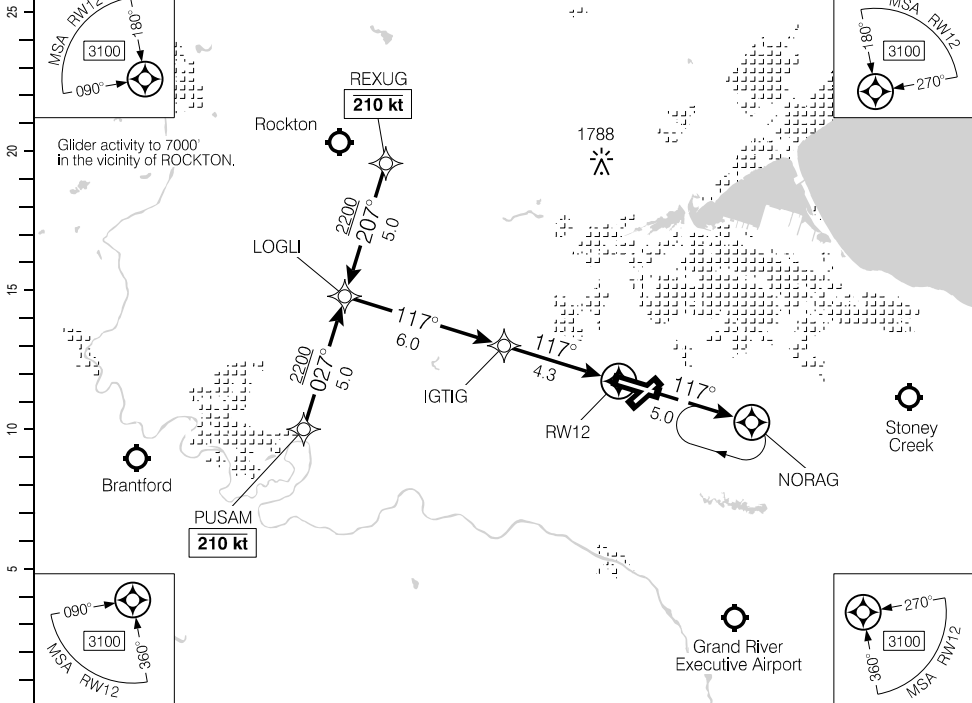 25
20
15
10
5
MSA RW12
180°
3100
090°
MSA RW12
180°
3100
270°
Glider activity to 7000'
in the vicinity of ROCKTON.
REXUG
210 kt
Rockton
1788
2200
207°
5.0
LOGLI
117°
6.0
117°
4.3
IGTIG
2200
027°
5.0
RW12
117°
5.0
NORAG
Stoney
Creek
Brantford
PUSAM
210 kt
090°
3100
360°
MSA RW12
Grand River
Executive Airport
270°
3100
360°
MSA RW12